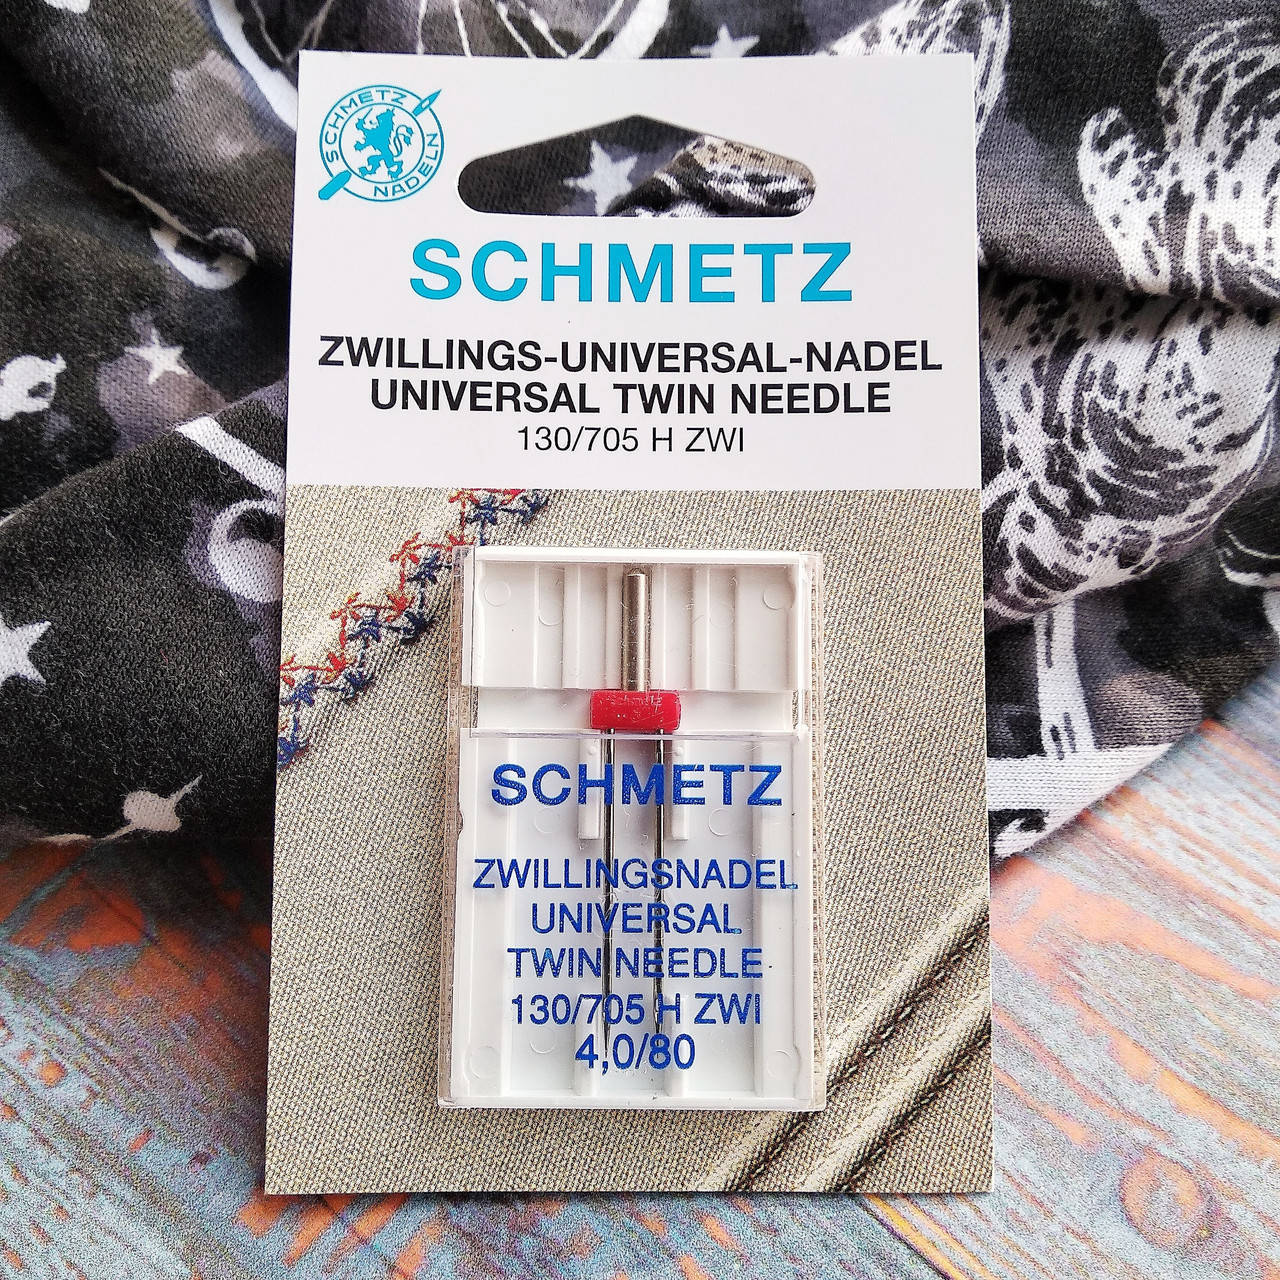 SCHMETZ
NADELN
SCHMETZ
ZWILLINGS-UNIVERSAL-NADEL
UNIVERSAL TWIN NEEDLE
130/705 H ZWI
Schmetz
SCHMETZ
ZWILLINGSNADEL
UNIVERSAL
TWIN NEEDLE
130/705 H ZWI
4,0/80